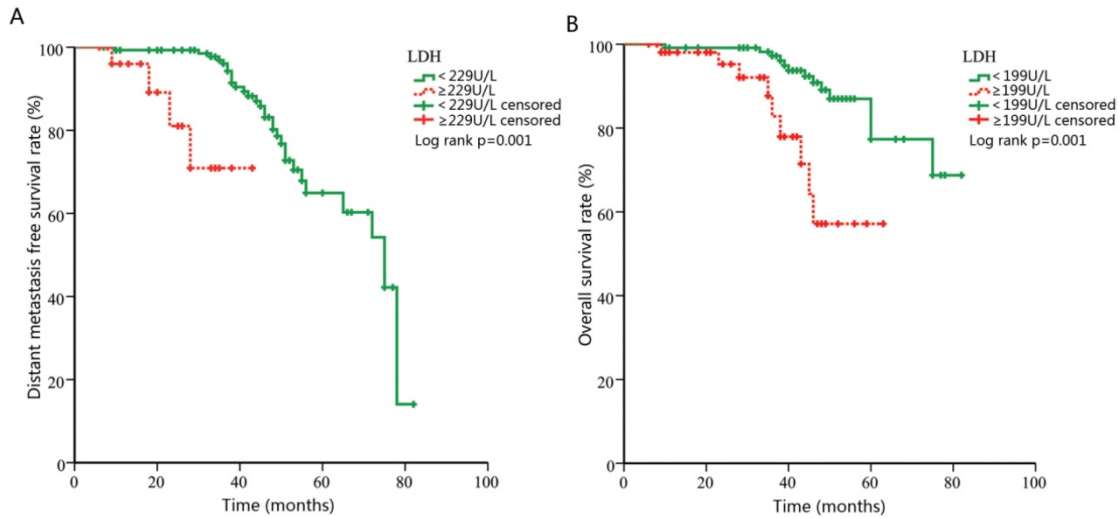 A
Distant metastasis free survival rate (%)
100
80
60
40
20
0
0 20 40 60 80 100
Time (months)
LDH
< 229U/L
≥229U/L
< 229U/L censored
≥229U/L censored
Log rank p=0.001
B
Overall survival rate (%)
100
80
60
40
20
0
0 20 40 60 80 100
Time (months)
LDH
< 199U/L
≥199U/L
< 199U/L censored
≥199U/L censored
Log rank p=0.001